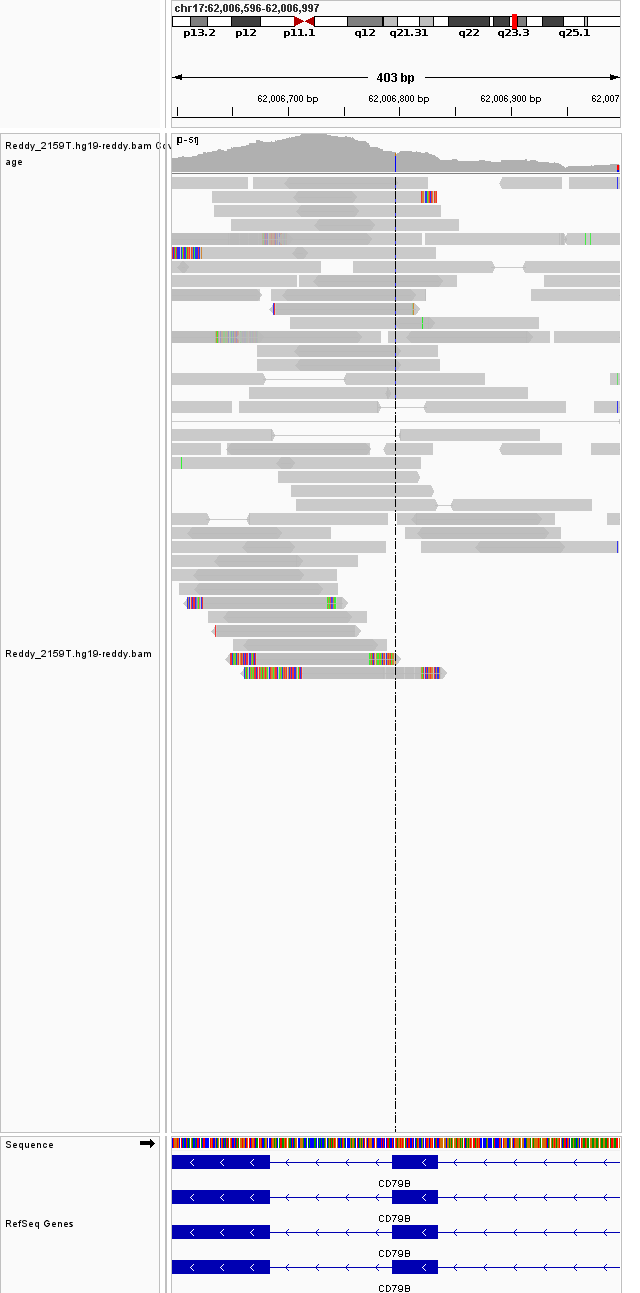 chr17:62,006,596-62,006,997
p13.2 p12 p11.1 q12 q21.31 q22 q23.3 q25.1
403 bp
62,006,700 bp 62,006,800 bp 62,006,900 bp 62,007
Reddy_2159T.hg19-reddy.bam Cov
age
[0-51]
Reddy_2159T.hg19-reddy.bam
Sequence
CD79B
CD79B
RefSeq Genes
CD79B
CD79B